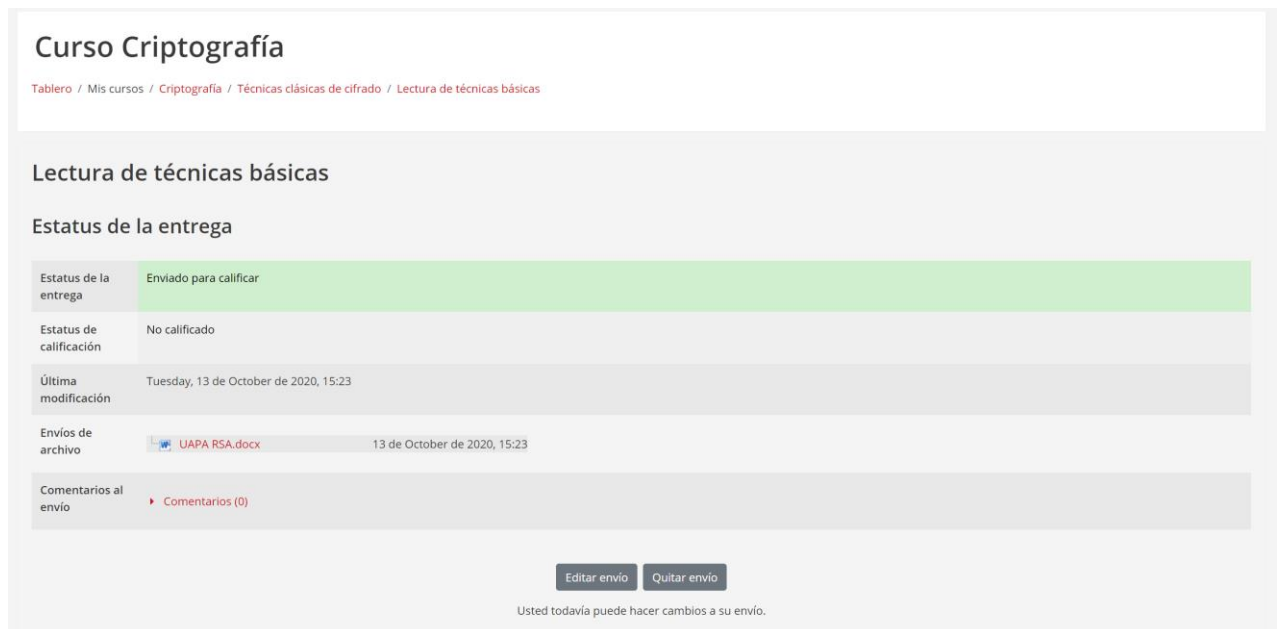 Curso Criptografía
Tablero / Mis cursos / Criptografía / Técnicas clásicas de cifrado / Lectura de técnicas básicas
Lectura de técnicas básicas
Estatus de la entrega
Estatus de la entrega
Enviado para calificar
Estatus de calificación
No calificado
Última modificación
Tuesday, 13 de October de 2020, 15:23
Envíos de archivo
UAPA RSA.docx 13 de October de 2020, 15:23
Comentarios al envío
Comentarios (0)
Editar envío Quitar envío
Usted todavía puede hacer cambios a su envío.